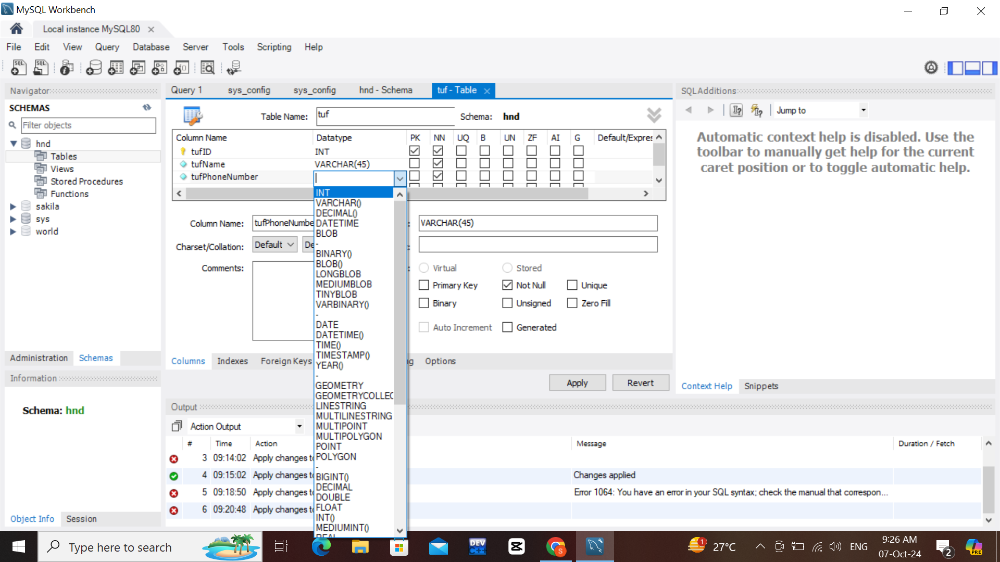 MySQL Workbench
Local instance MySQL80
File Edit View Query Database Server Tools Scripting Help
Navigator
SCHEMAS
Filter objects
hnd
Tables
Views
Stored Procedures
Functions
sakila
sys
world
Administration Schemas
Information
Schema: hnd
Object Info Session
Query 1 sys_config sys_config hnd - Schema tuf - Table
Table Name: tuf Schema: hnd
Column Name Datatype PK NN UQ B UN ZF AI G Default/Expres
tufID INT
tufName VARCHAR(45)
tufPhoneNumber
INT
VARCHAR()
DECIMAL()
DATETIME
BLOB
-
BINARY()
BLOB()
LONGBLOB
MEDIUMBLOB
TINYBLOB
VARBINARY()
-
DATE
DATETIME()
TIME()
TIMESTAMP()
YEAR()
-
GEOMETRY
GEOMETRYCOLLEC
LINESTRING
MULTILINESTRING
MULTIPOINT
MULTIPOLYGON
POINT
POLYGON
-
BIGINT()
DECIMAL
DOUBLE
FLOAT
INT()
MEDIUMINT()
REAL
Column Name: tufPhoneNumbe : VARCHAR(45)
Charset/Collation: Default De :
Comments: : Virtual Stored
Primary Key Not Null Unique
Binary Unsigned Zero Fill
Auto Increment Generated
Columns Indexes Foreign Keys g Options
Apply Revert
Output
Action Output
# Time Action Message Duration / Fetch
3 09:14:02 Apply changes to
4 09:15:02 Apply changes to Changes applied
5 09:18:50 Apply changes to Error 1064: You have an error in your SQL syntax; check the manual that correspon...
6 09:20:48 Apply changes to
SQLAdditions
Jump to
Automatic context help is disabled. Use the
toolbar to manually get help for the current
caret position or to toggle automatic help.
Context Help Snippets
Type here to search
DEV
C++
S
1
27°C
ENG
9:26 AM
07-Oct-24
2
PRE